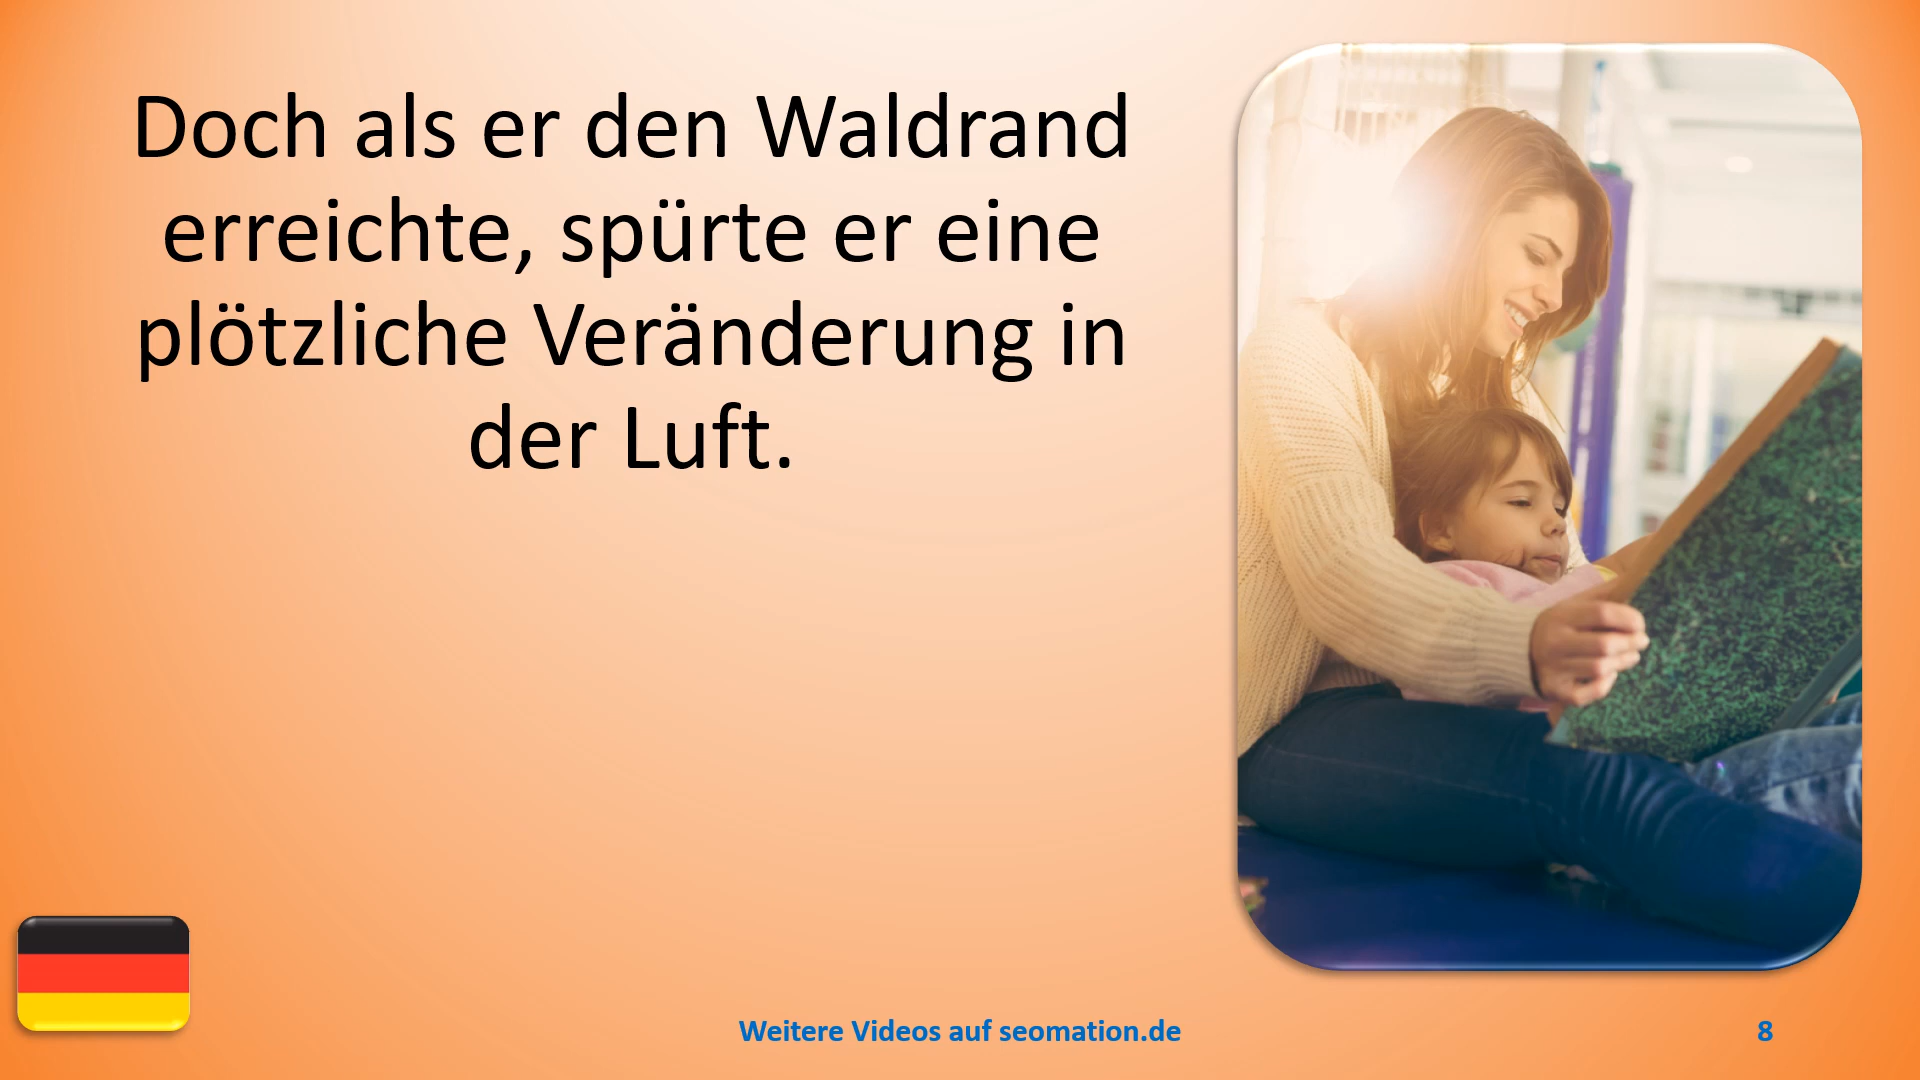 Doch als er den Waldrand
erreichte, spürte er eine
plötzliche Veränderung in
der Luft.
Weitere Videos auf seomation.de
8